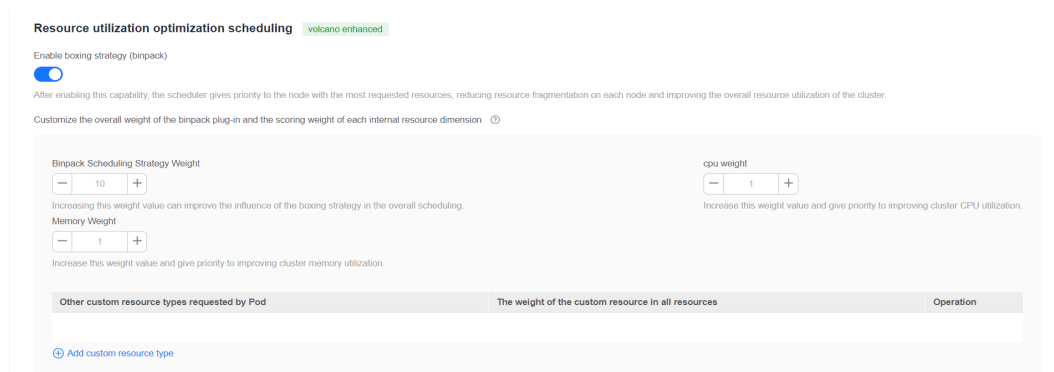 Resource utilization optimization scheduling volcano enhanced
Enable boxing strategy (binpack)
After enabling this capability, the scheduler gives priority to the node with the most requested resources, reducing resource fragmentation on each node and improving the overall resource utilization of the cluster.
Customize the overall weight of the binpack plug-in and the scoring weight of each internal resource dimension ?
Binpack Scheduling Strategy Weight
− 10 +
Increasing this weight value can improve the influence of the boxing strategy in the overall scheduling.
cpu weight
− 1 +
Increase this weight value and give priority to improving cluster CPU utilization.
Memory Weight
− 1 +
Increase this weight value and give priority to improving cluster memory utilization.
Other custom resource types requested by Pod The weight of the custom resource in all resources Operation
Add custom resource type